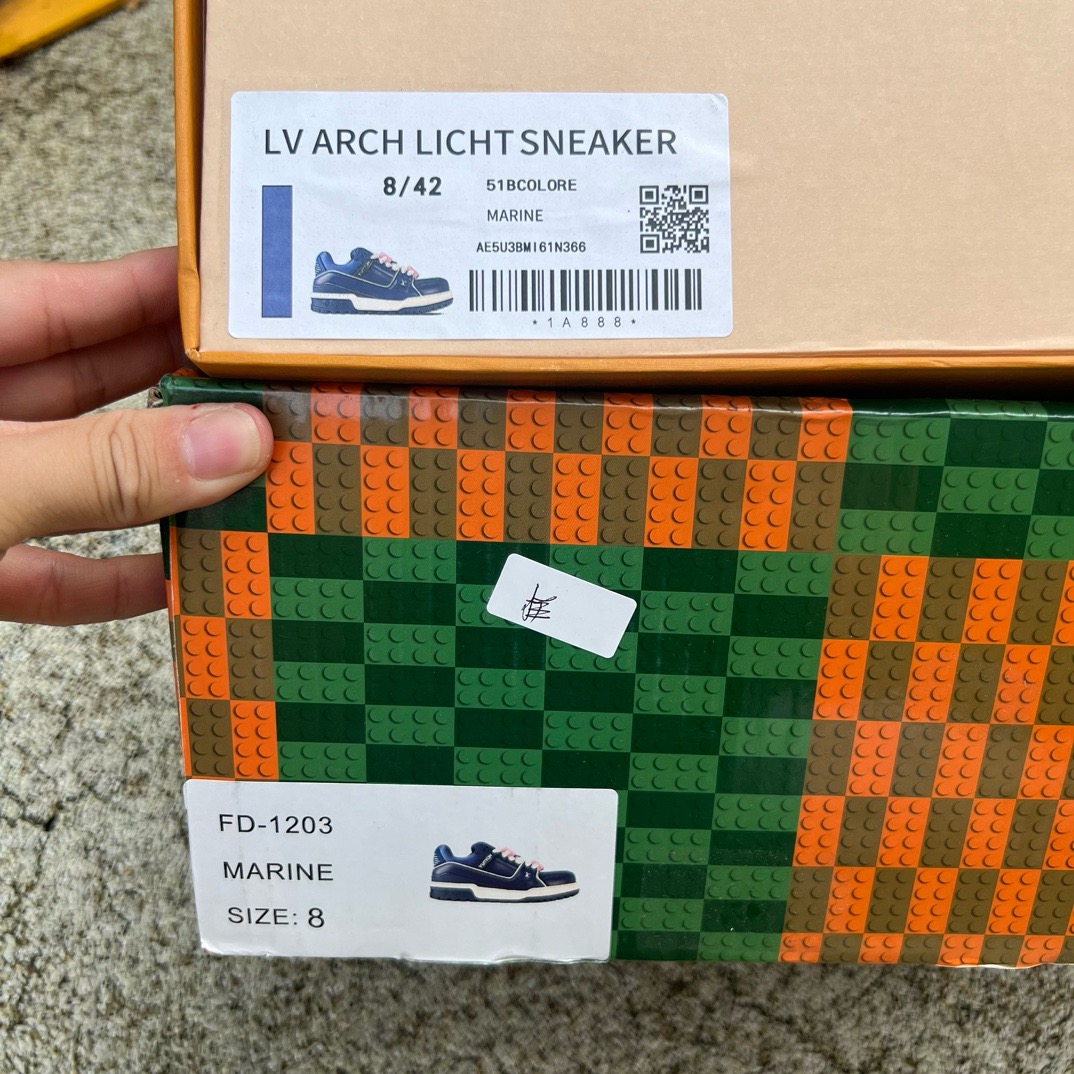 LV ARCH LICHT SNEAKER
8/42
51BCOLORE
MARINE
AE5U3BMI61N366
*1A888*
FD-1203
MARINE
SIZE: 8